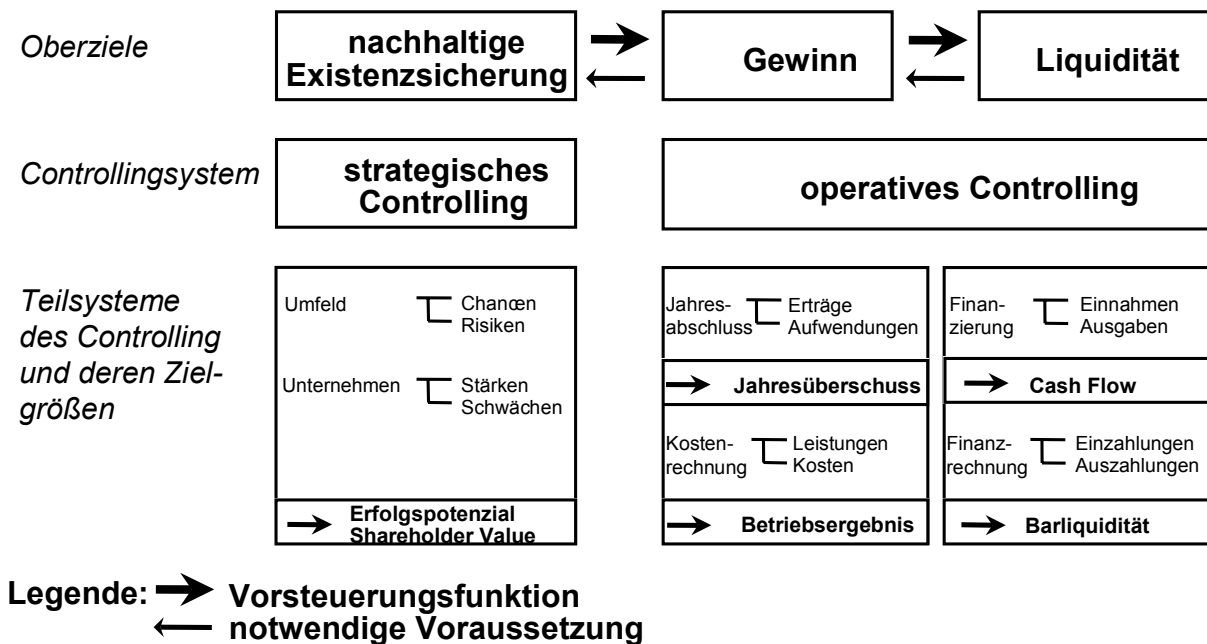 Oberziele
nachhaltige
Existenzsicherung
Gewinn
Liquidität
Controllingsystem
strategisches
Controlling
operatives Controlling
Teilsysteme
des Controlling
und deren Ziel-
größen
Umfeld
Chancen
Risiken
Unternehmen
Stärken
Schwächen
Erfolgspotenzial
Shareholder Value
Jahres-
abschluss
Erträge
Aufwendungen
Jahresüberschuss
Kosten-
rechnung
Leistungen
Kosten
Betriebsergebnis
Finan-
zierung
Einnahmen
Ausgaben
Cash Flow
Finanz-
rechnung
Einzahlungen
Auszahlungen
Barliquidität
Legende:
Vorsteuerungsfunktion
notwendige Voraussetzung